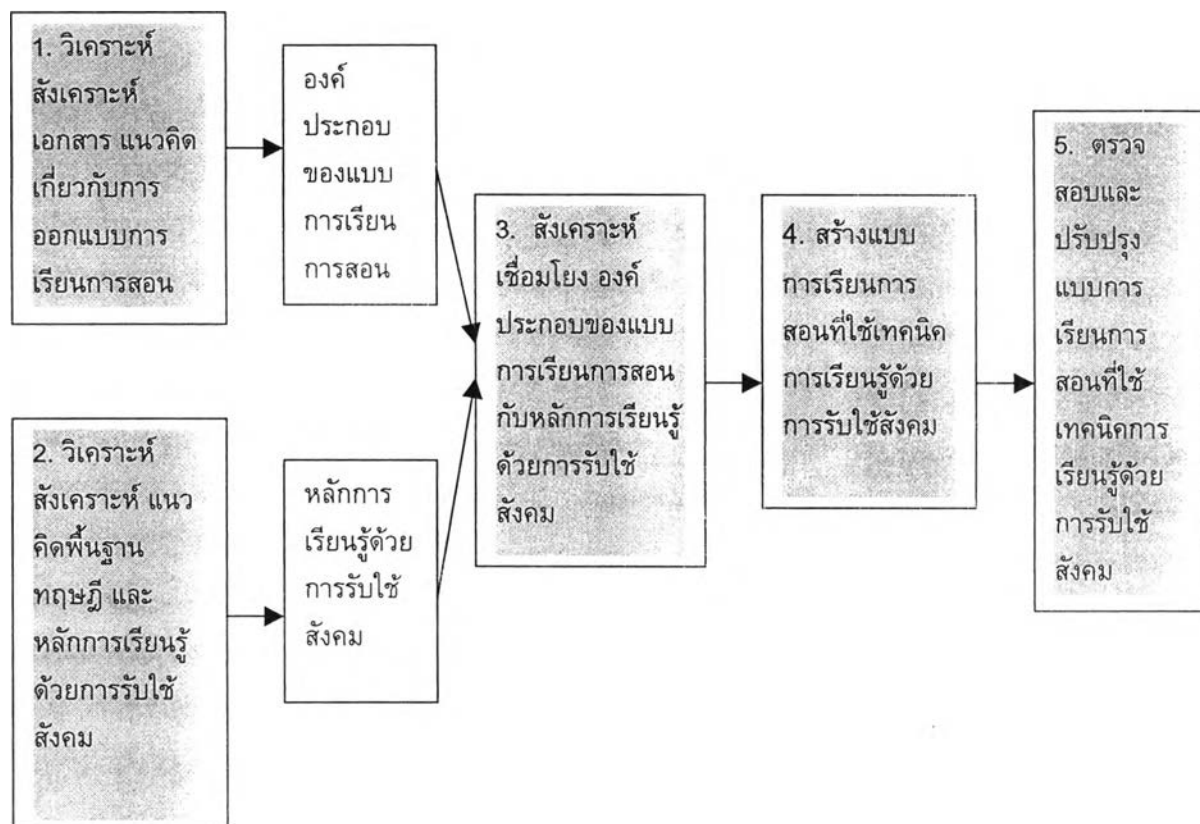 1. วิเคราะห์
สังเคราะห์
เอกสาร แนวคิด
เกี่ยวกับการ
ออกแบบการ
เรียนการสอน
องค์
ประกอบ
ของแบบ
การเรียน
การสอน
2. วิเคราะห์
สังเคราะห์ แนว
คิดพื้นฐาน
ทฤษฎี และ
หลักการเรียนรู้
ด้วยการรับใช้
สังคม
หลักการ
เรียนรู้ด้วย
การรับใช้
สังคม
3. สังเคราะห์
เชื่อมโยง องค์
ประกอบของแบบ
การเรียนการสอน
กับหลักการเรียนรู้
ด้วยการรับใช้
สังคม
4. สร้างแบบ
การเรียนการ
สอนที่ใช้เทคนิค
การเรียนรู้ด้วย
การรับใช้สังคม
5. ตรวจ
สอบและ
ปรับปรุง
แบบการ
เรียนการ
สอนที่ใช้
เทคนิคการ
เรียนรู้ด้วย
การรับใช้
สังคม